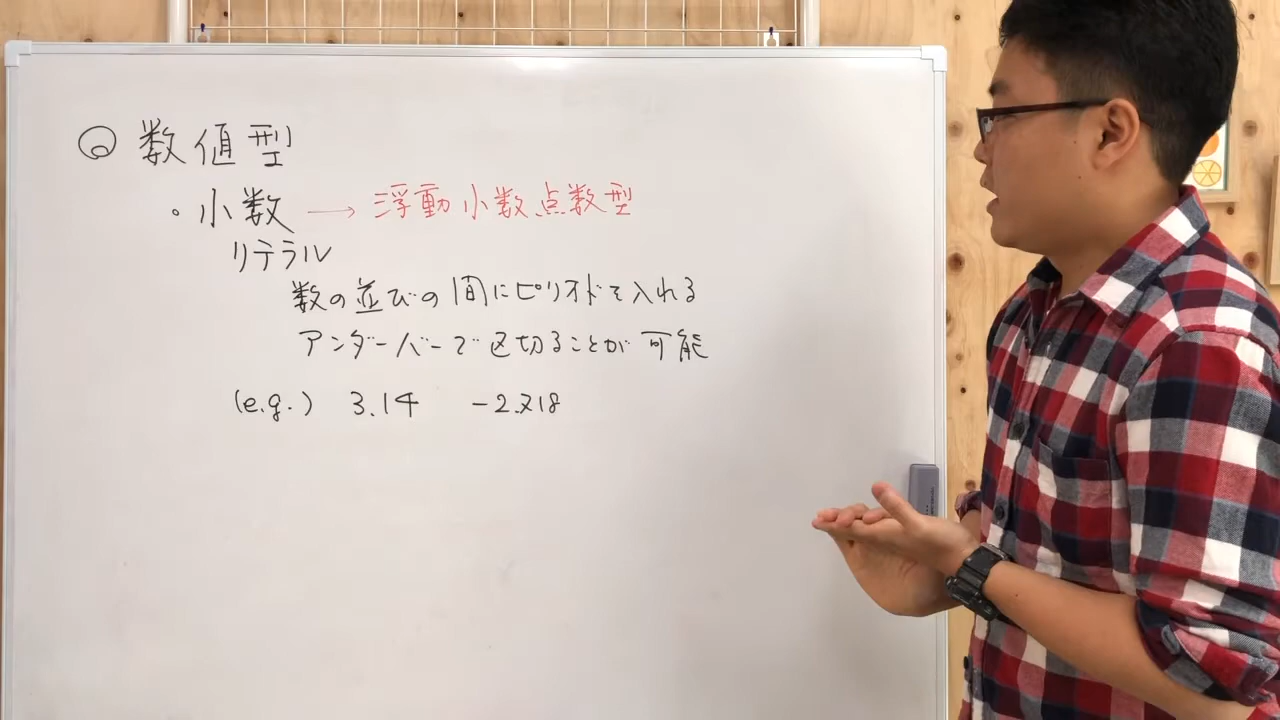 ◎ 数値型
・小数 → 浮動小数点数型
リテラル
数の並びの間にピリオドを入れる
アンダーバーで区切ることが可能
(e.g.) 3.14 -2.718